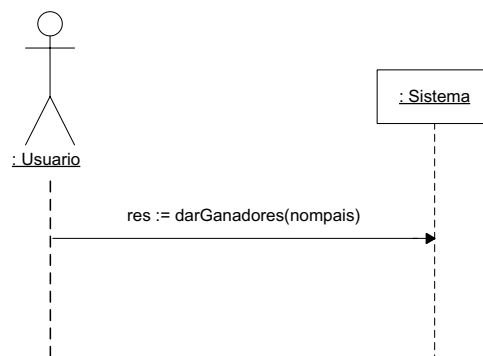 : Sistema
: Usuario
res := darGanadores(nompais)